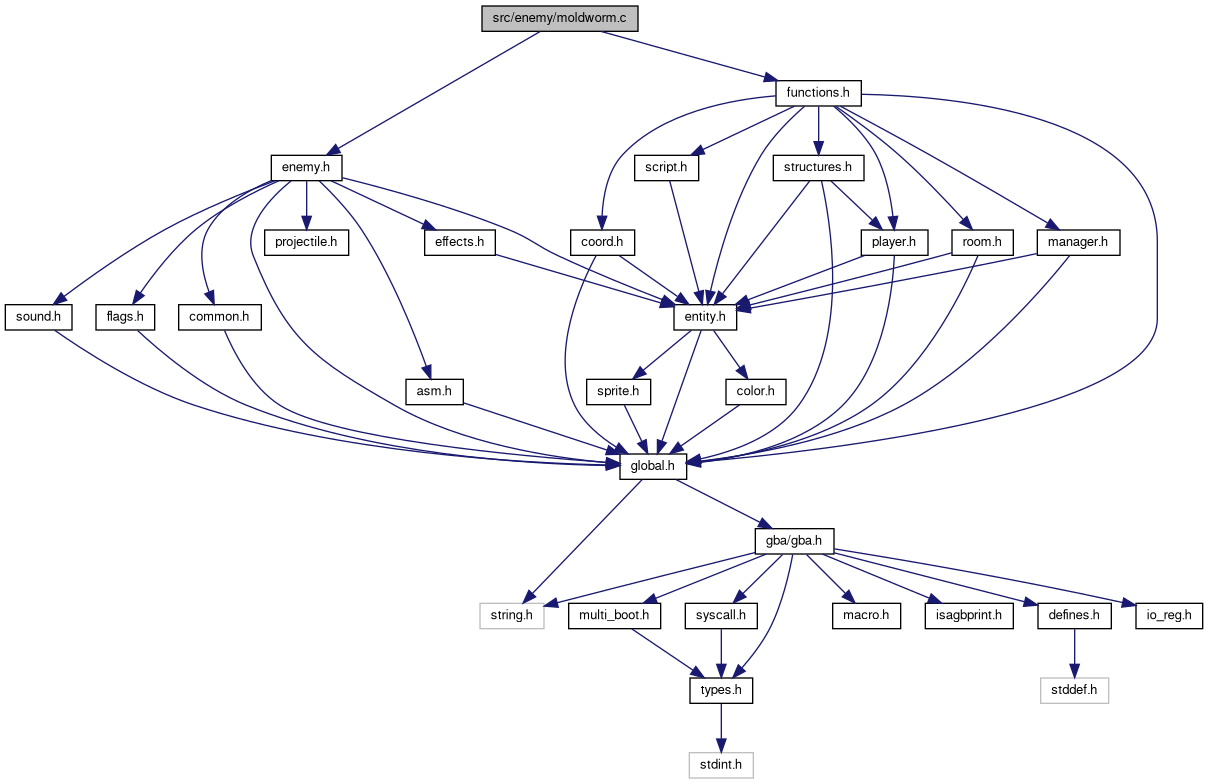 src/enemy/moldworm.c
functions.h
enemy.h
script.h
structures.h
projectile.h
effects.h
coord.h
player.h
room.h
manager.h
sound.h
flags.h
common.h
entity.h
asm.h
sprite.h
color.h
global.h
gba/gba.h
string.h
multi_boot.h
syscall.h
macro.h
isagbprint.h
defines.h
io_reg.h
types.h
stddef.h
stdint.h